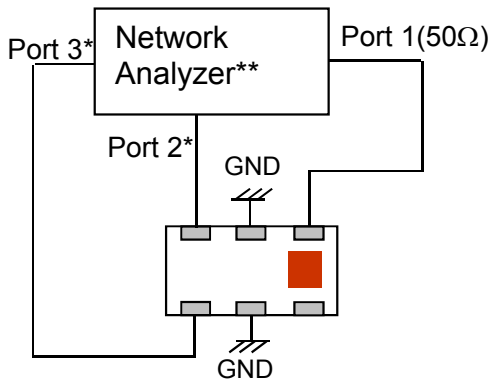 Network
Analyzer**
Port 1(50Ω)
Port 3*
Port 2*
GND
GND